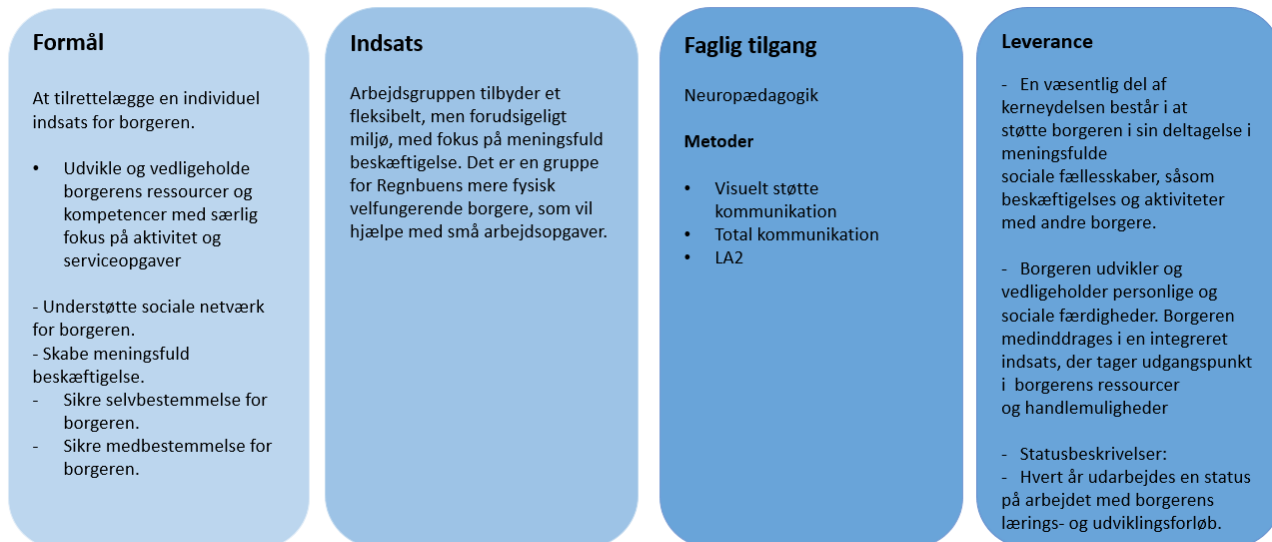 Formål
At tilrettelægge en individuel
indsats for borgeren.
• Udvikle og vedligeholde
borgerens ressourcer og
kompetencer med særlig
fokus på aktivitet og
serviceopgaver
- Understøtte sociale netværk
for borgeren.
- Skabe meningsfuld
beskæftigelse.
- Sikre selvbestemmelse for
borgeren.
- Sikre medbestemmelse for
borgeren.
Indsats
Arbejdsgruppen tilbyder et
fleksibelt, men forudsigeligt
miljø, med fokus på meningsfuld
beskæftigelse. Det er en gruppe
for Regnbuens mere fysisk
velfungerende borgere, som vil
hjælpe med små arbejdsopgaver.
Faglig tilgang
Neuropædagogik
Metoder
• Visuelt støtte
kommunikation
• Total kommunikation
• LA2
Leverance
- En væsentlig del af
kerneydelsen består i at
støtte borgeren i sin deltagelse i
meningsfulde
sociale fællesskaber, såsom
beskæftigelses og aktiviteter
med andre borgere.
- Borgeren udvikler og
vedligeholder personlige og
sociale færdigheder. Borgeren
medinddrages i en integreret
indsats, der tager udgangspunkt
i borgerens ressourcer
og handlemuligheder
- Statusbeskrivelser:
- Hvert år udarbejdes en status
på arbejdet med borgerens
lærings- og udviklingsforløb.